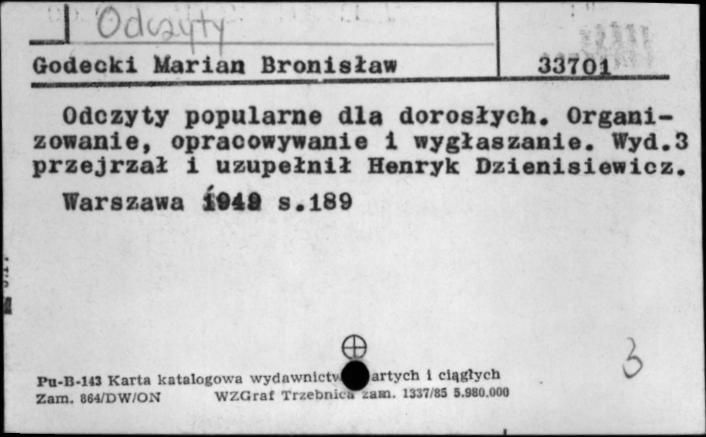 Odczyty
Godecki Marian Bronisław 33701
Odczyty popularne dla dorosłych. Organi-
zowanie, opracowywanie i wygłaszanie. Wyd.3
przejrzał i uzupełnił Henryk Dzienisiewicz.
Warszawa s.189
3
Pu-B-143 Karta katalogowa wydawnictw artych i ciągłych
Zam. 864/DW/ON WZGraf Trzebnica zam. 1337/85 5.980.000